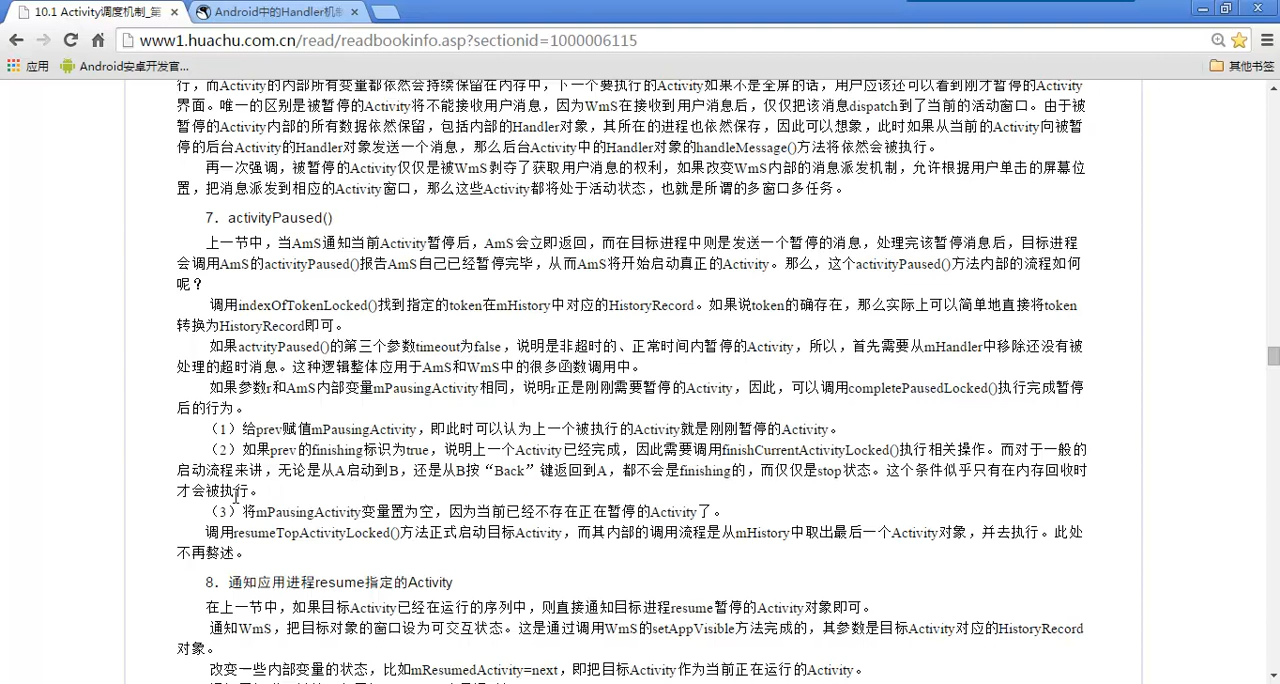 10.1 Activity调度机制_第
Android中的Handler机制
www1.huachu.com.cn/read/readbookinfo.asp?sectionid=1000006115
应用
Android安卓开发官...
其他书签
行，而Activity的内部所有变量都依然会持续保留在内存中，下一个要执行的Activity如果不是全屏的话，用户应该还可以看到刚才暂停的Activity
界面。唯一的区别是被暂停的Activity将不能接收用户消息，因为WmS在接收到用户消息后，仅仅把该消息dispatch到了当前的活动窗口。由于被
暂停的Activity内部的所有数据依然保留，包括内部的Handler对象，其所在的进程也依然保存，因此可以想象，此时如果从当前的Activity向被暂
停的后台Activity的Handler对象发送一个消息，那么后台Activity中的Handler对象的handleMessage()方法将依然会被执行。
再一次强调，被暂停的Activity仅仅是被WmS剥夺了获取用户消息的权利，如果改变WmS内部的消息派发机制，允许根据用户单击的屏幕位
置，把消息派发到相应的Activity窗口，那么这些Activity都将处于活动状态，也就是所谓的多窗口多任务。
7．activityPaused()
上一节中，当AmS通知当前Activity暂停后，AmS会立即返回，而在目标进程中则是发送一个暂停的消息，处理完该暂停消息后，目标进程
会调用AmS的activityPaused()报告AmS自己已经暂停完毕，从而AmS将开始启动真正的Activity。那么，这个activityPaused()方法内部的流程如何
呢？
调用indexOfTokenLocked()找到指定的token在mHistory中对应的HistoryRecord。如果说token的确存在，那么实际上可以简单地直接将token
转换为HistoryRecord即可。
如果actvityPaused()的第三个参数timeout为false，说明是非超时的、正常时间内暂停的Activity，所以，首先需要从mHandler中移除还没有被
处理的超时消息。这种逻辑整体应用于AmS和WmS中的很多函数调用中。
如果参数r和AmS内部变量mPausingActivity相同，说明r正是刚刚需要暂停的Activity，因此，可以调用completePausedLocked()执行完成暂停
后的行为。
（1）给prev赋值mPausingActivity，即此时可以认为上一个被执行的Activity就是刚刚暂停的Activity。
（2）如果prev的finishing标识为true，说明上一个Activity已经完成，因此需要调用finishCurrentActivityLocked()执行相关操作。而对于一般的
启动流程来讲，无论是从A启动到B，还是从B按“Back”键返回到A，都不会是finishing的，而仅仅是stop状态。这个条件似乎只有在内存回收时
才会被执行。
（3）将mPausingActivity变量置为空，因为当前已经不存在正在暂停的Activity了。
调用resumeTopActivityLocked()方法正式启动目标Activity，而其内部的调用流程是从mHistory中取出最后一个Activity对象，并去执行。此处
不再赘述。
8．通知应用进程resume指定的Activity
在上一节中，如果目标Activity已经在运行的序列中，则直接通知目标进程resume暂停的Activity对象即可。
通知WmS，把目标对象的窗口设为可交互状态。这是通过调用WmS的setAppVisible方法完成的，其参数是目标Activity对应的HistoryRecord
对象。
改变一些内部变量的状态，比如mResumedActivity=next，即把目标Activity作为当前正在运行的Activity。